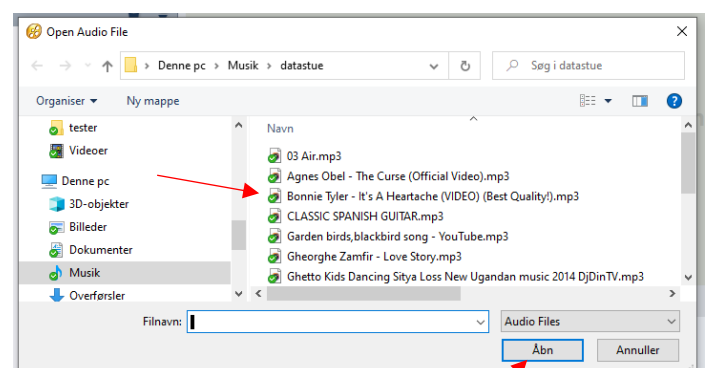 Open Audio File
Denne pc > Musik > datastue
Søg i datastue
Organiser
Ny mappe
tester
Videoer
Denne pc
3D-objekter
Billeder
Dokumenter
Musik
Overførsler
Navn
03 Air.mp3
Agnes Obel - The Curse (Official Video).mp3
Bonnie Tyler - It's A Heartache (VIDEO) (Best Quality!).mp3
CLASSIC SPANISH GUITAR.mp3
Garden birds,blackbird song - YouTube.mp3
Gheorghe Zamfir - Love Story.mp3
Ghetto Kids Dancing Sitya Loss New Ugandan music 2014 DjDinTV.mp3
Filnavn:
Audio Files
Åbn
Annuller